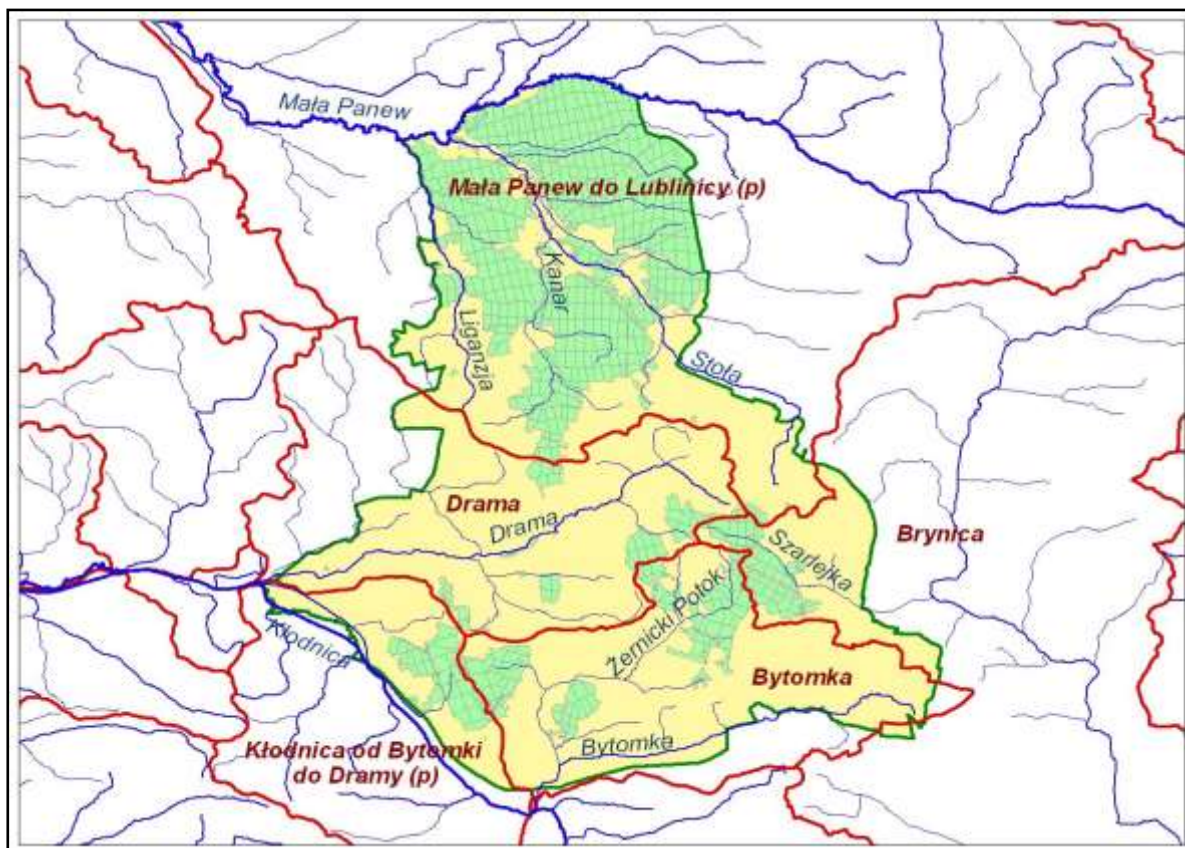 Mała Panew
Mała Panew do Lublinicy (p)
Kanar
Liganzja
Stoła
Drama
Drama
Brynica
Szarlejka
Żernicki Potok
Kłodnica
Bytomka
Kłodnica od Bytomki
do Dramy (p)
Bytomka